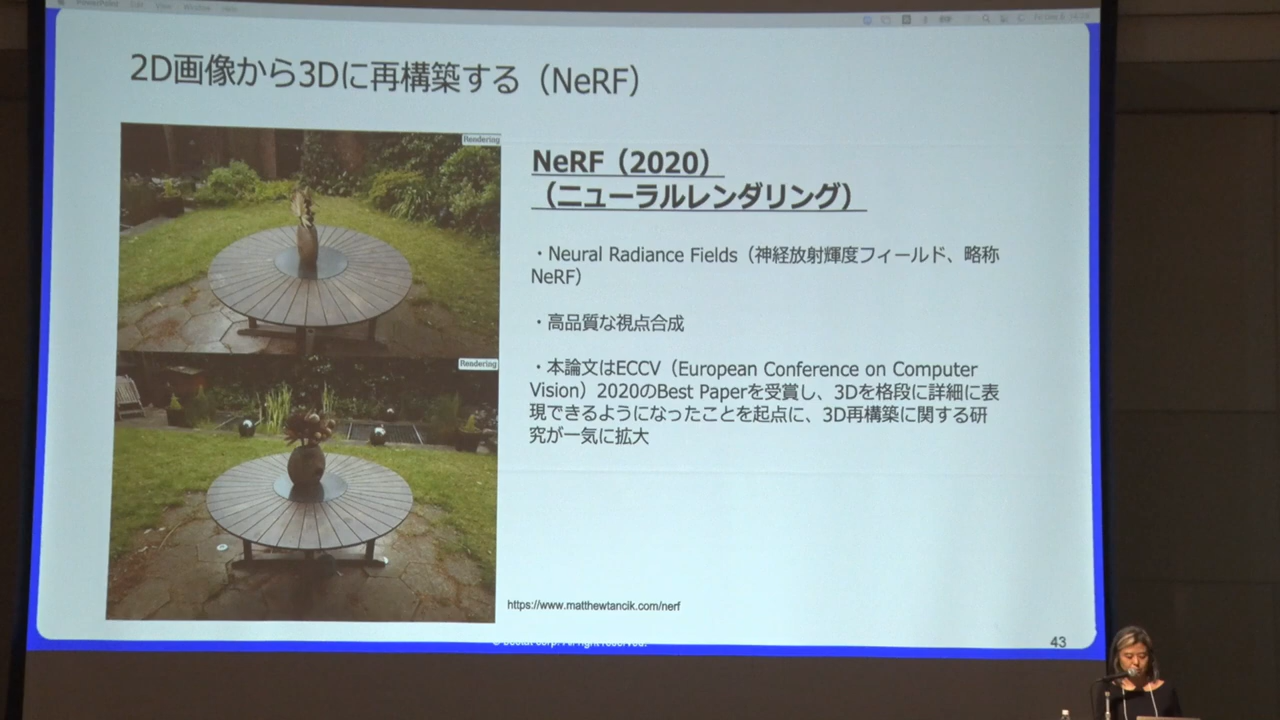 PowerPoint Edit View Window Help
2D画像から3Dに再構築する（NeRF）
Rendering
Rendering
NeRF（2020）
（ニューラルレンダリング）
・Neural Radiance Fields（神経放射輝度フィールド、略称
NeRF）
・高品質な視点合成
・本論文はECCV（European Conference on Computer
Vision）2020のBest Paperを受賞し、3Dを格段に詳細に表
現できるようになったことを起点に、3D再構築に関する研
究が一気に拡大
https://www.matthewtancik.com/nerf
43